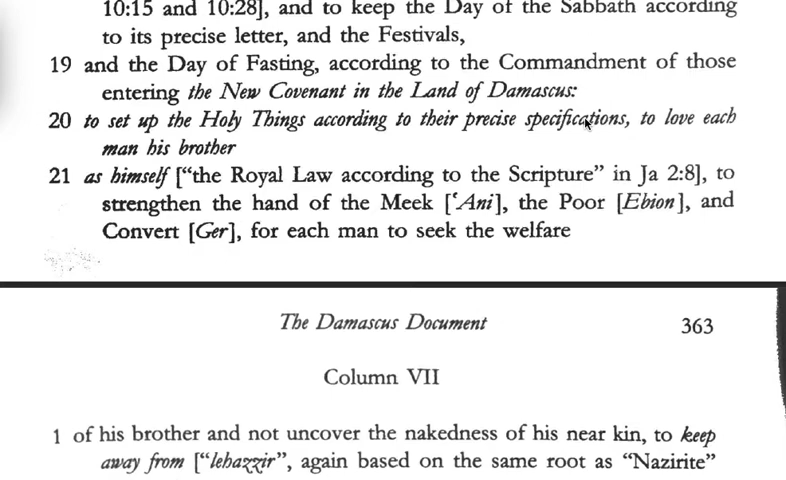 10:15 and 10:28], and to keep the Day of the Sabbath according
to its precise letter, and the Festivals,
19 and the Day of Fasting, according to the Commandment of those
entering the New Covenant in the Land of Damascus:
20 to set up the Holy Things according to their precise specifications, to love each
man his brother
21 as himself [“the Royal Law according to the Scripture” in Ja 2:8], to
strengthen the hand of the Meek [‘Ani], the Poor [Ebion], and
Convert [Ger], for each man to seek the welfare
The Damascus Document 363
Column VII
1 of his brother and not uncover the nakedness of his near kin, to keep
away from [“lehazzir”, again based on the same root as “Nazirite”